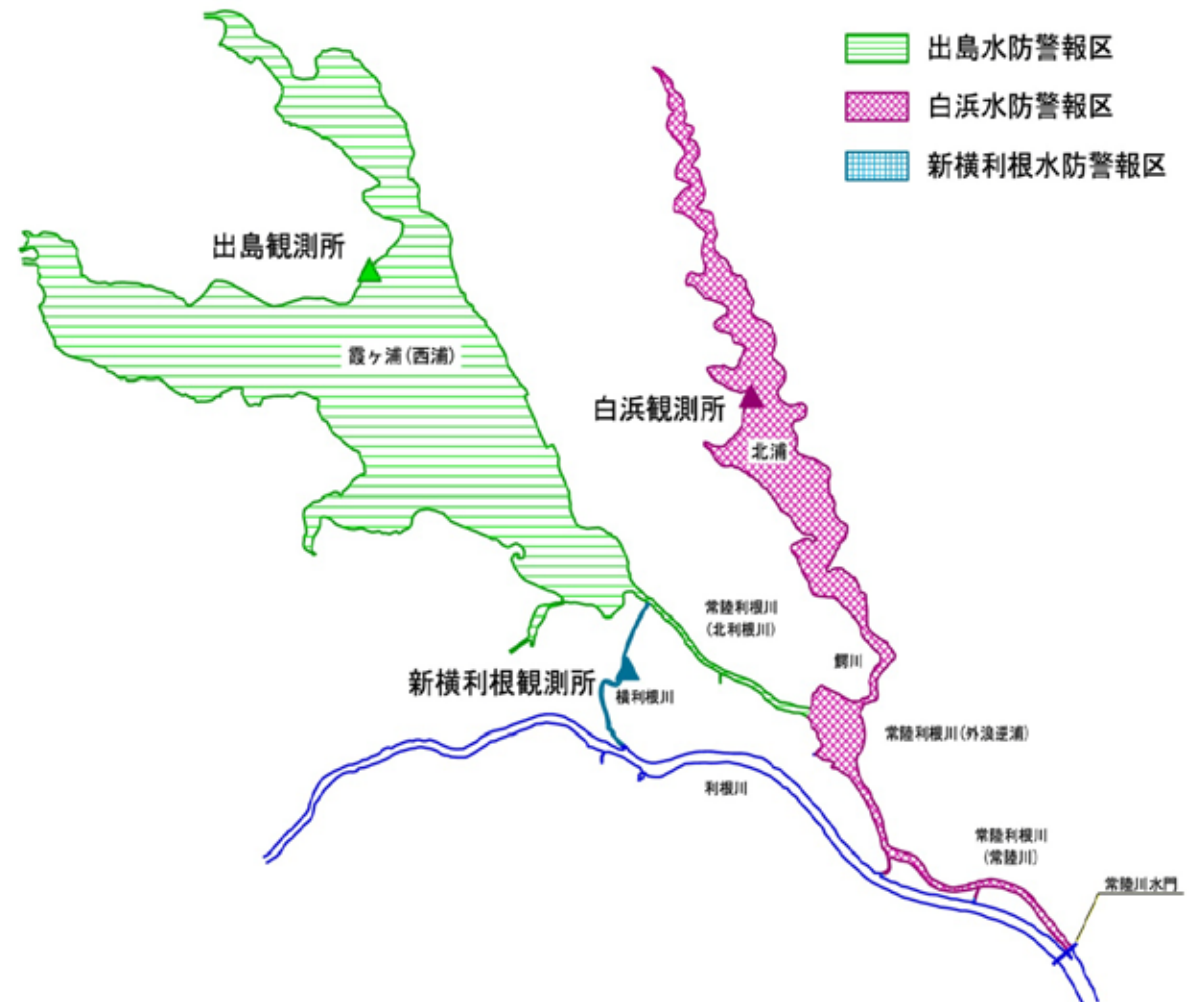 出島水防警報区
白浜水防警報区
新横利根水防警報区
出島観測所
霞ヶ浦(西浦)
白浜観測所
北浦
常陸利根川
(北利根川)
鰐川
新横利根観測所
横利根川
常陸利根川(外浪逆浦)
利根川
常陸利根川
(常陸川)
常陸川水門